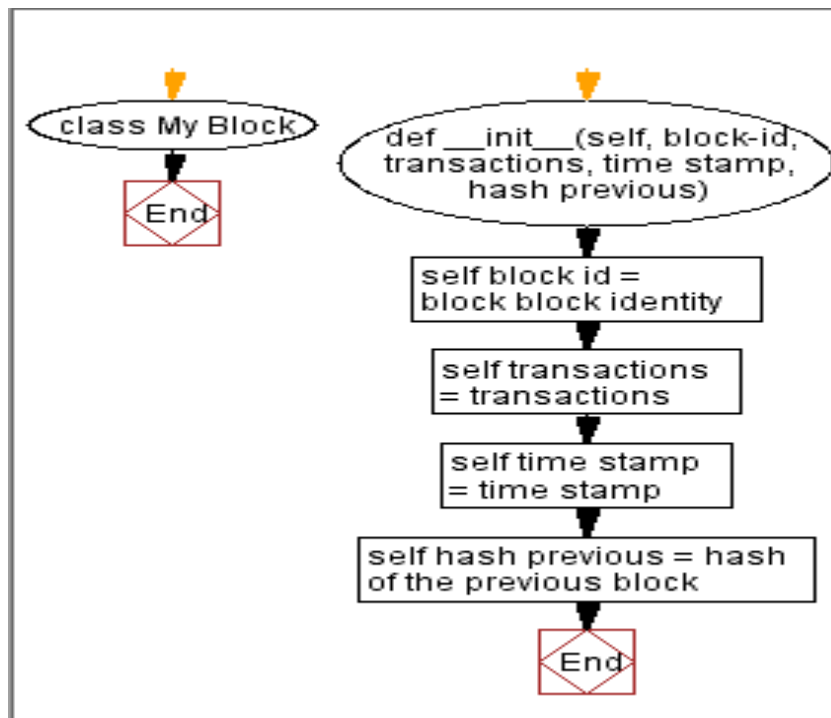 class My Block
End
def __init__(self, block-id,
transactions, time stamp,
hash previous)
self block id =
block block identity
self transactions
= transactions
self time stamp
= time stamp
self hash previous = hash
of the previous block
End